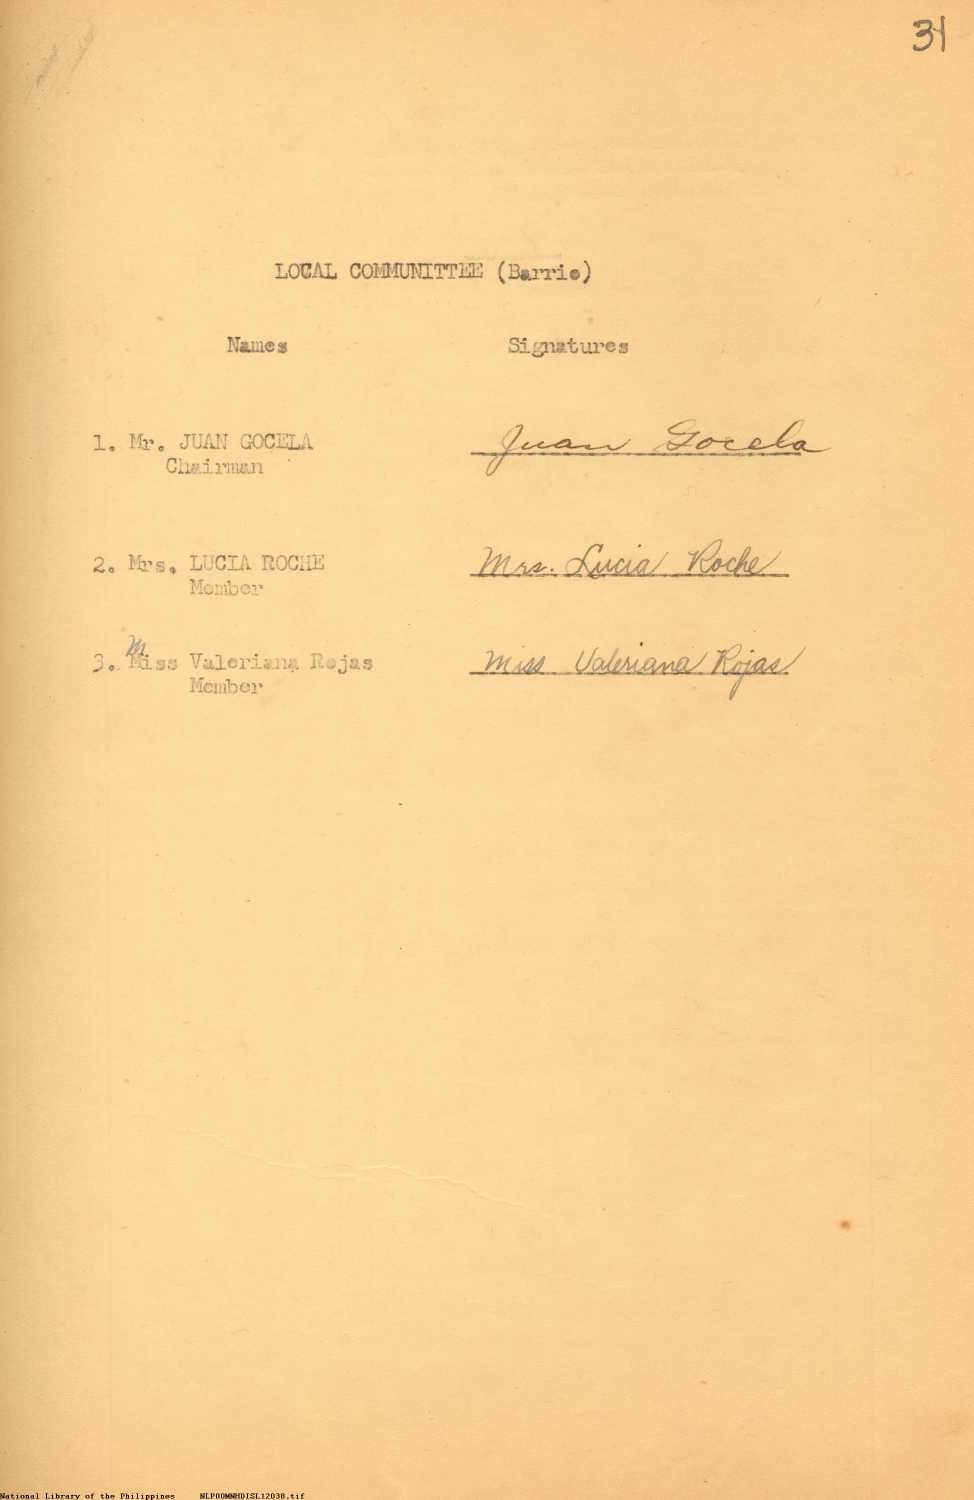 31
LOCAL COMMUNITTEE (Barrio)
Names Signatures
1. Mr. JUAN GOCELA Juan Gocela
Chairman
2. Mrs. LUCIA ROCHE Mrs. Lucia Roche
Member
3. Miss Valeriana Rojas Miss Valeriana Rojas
Member
National Library of the Philippines NLP00MNHDISL12038.tif